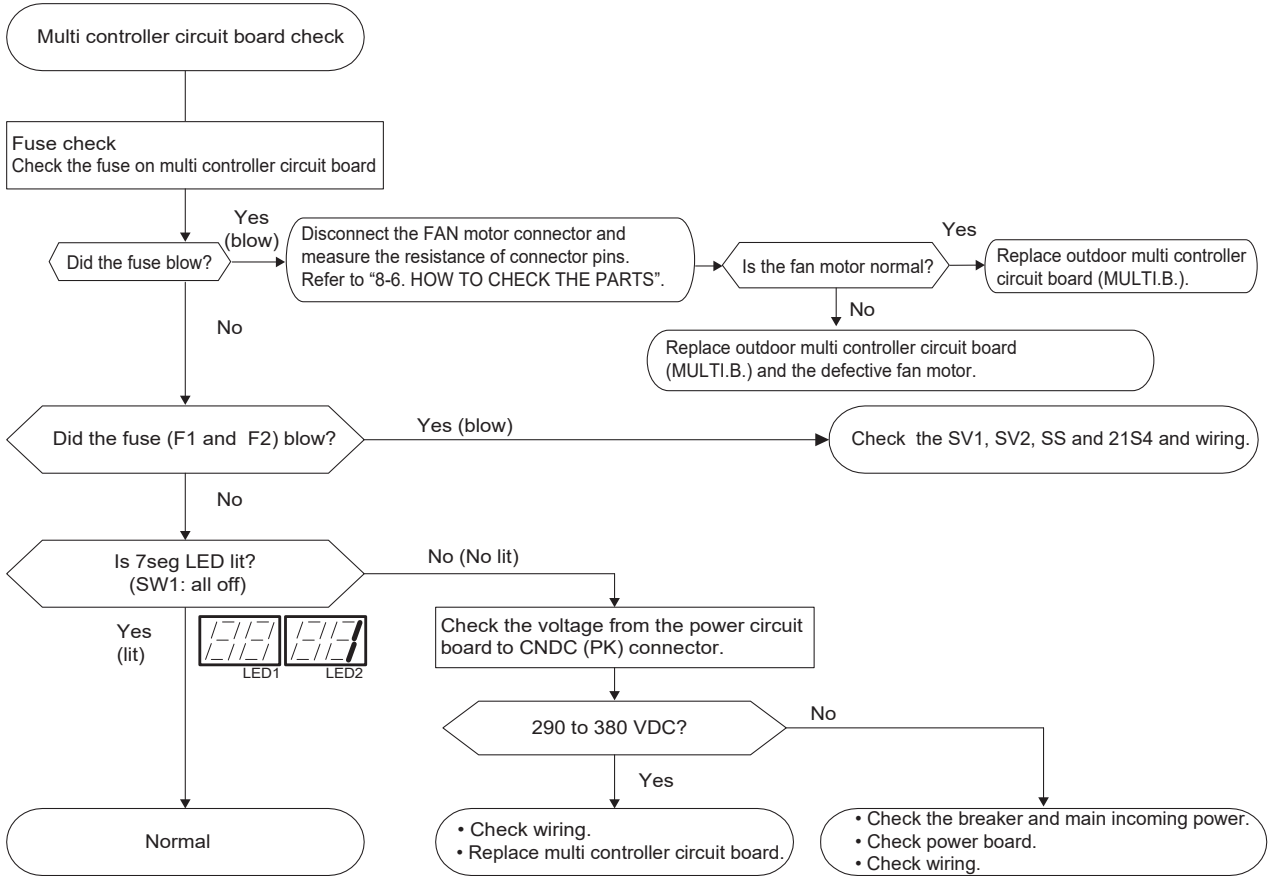 Multi controller circuit board check
Fuse check
Check the fuse on multi controller circuit board
Did the fuse blow?
Yes
(blow)
Disconnect the FAN motor connector and
measure the resistance of connector pins.
Refer to “8-6. HOW TO CHECK THE PARTS”.
Is the fan motor normal?
Yes
Replace outdoor multi controller
circuit board (MULTI.B.).
No
Replace outdoor multi controller circuit board
(MULTI.B.) and the defective fan motor.
No
Did the fuse (F1 and F2) blow?
Yes (blow)
Check the SV1, SV2, SS and 21S4 and wiring.
No
Is 7seg LED lit?
(SW1: all off)
No (No lit)
Yes
(lit)
LED1
LED2
Check the voltage from the power circuit
board to CNDC (PK) connector.
290 to 380 VDC?
No
Yes
Normal
• Check wiring.
• Replace multi controller circuit board.
• Check the breaker and main incoming power.
• Check power board.
• Check wiring.